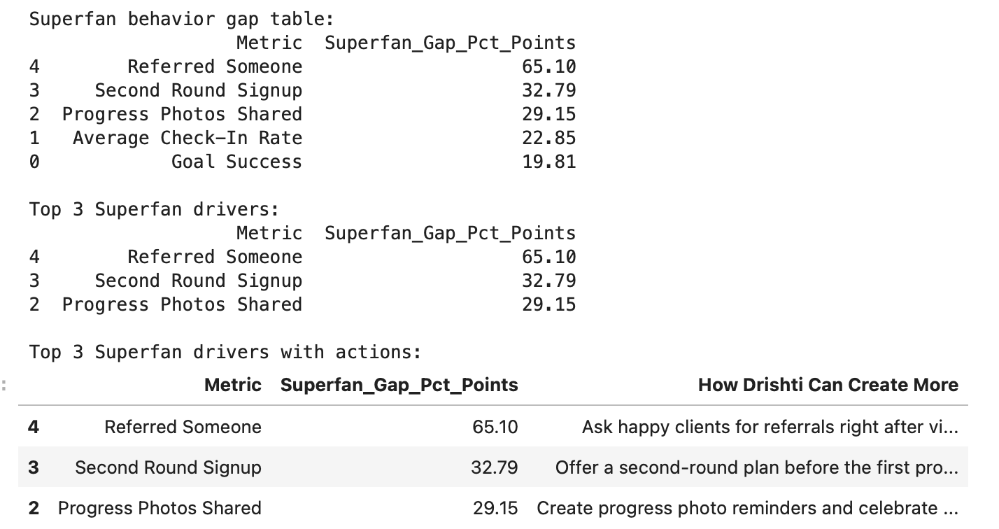 Superfan behavior gap table:
Metric Superfan_Gap_Pct_Points
4 Referred Someone 65.10
3 Second Round Signup 32.79
2 Progress Photos Shared 29.15
1 Average Check-In Rate 22.85
0 Goal Success 19.81
Top 3 Superfan drivers:
Metric Superfan_Gap_Pct_Points
4 Referred Someone 65.10
3 Second Round Signup 32.79
2 Progress Photos Shared 29.15
Top 3 Superfan drivers with actions:
: Metric Superfan_Gap_Pct_Points How Drishti Can Create More
4 Referred Someone 65.10 Ask happy clients for referrals right after vi...
3 Second Round Signup 32.79 Offer a second-round plan before the first pro...
2 Progress Photos Shared 29.15 Create progress photo reminders and celebrate ...